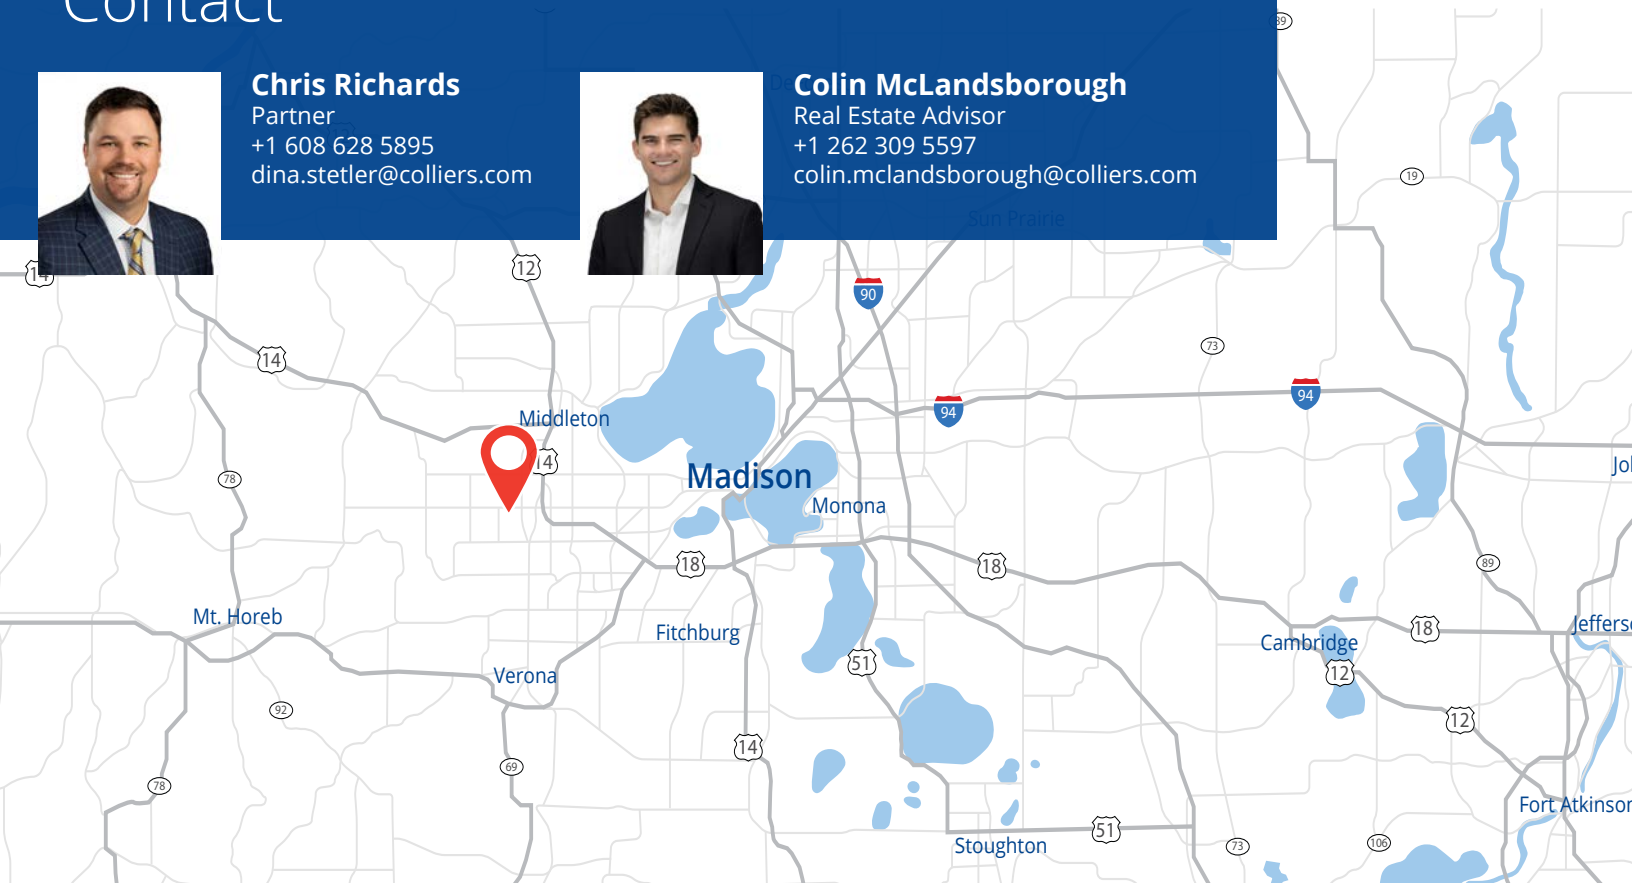 Contact
Chris Richards
Partner
+1 608 628 5895
dina.stetler@colliers.com
Colin McLandsborough
Real Estate Advisor
+1 262 309 5597
colin.mclandsborough@colliers.com
89
19
Sun Prairie
14
12
90
73
14
94
94
Middleton
14
78
Madison
Monona
18
18
89
Mt. Horeb
Fitchburg
Jefferso
18
Cambridge
51
12
Verona
92
12
14
69
78
Fort Atkinson
51
Stoughton
73
106